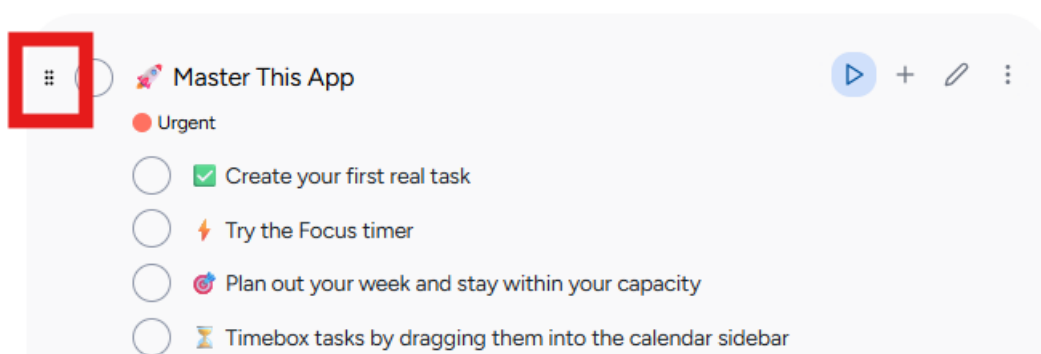 🚀 Master This App
Urgent
✅ Create your first real task
⚡ Try the Focus timer
🎯 Plan out your week and stay within your capacity
⏳ Timebox tasks by dragging them into the calendar sidebar